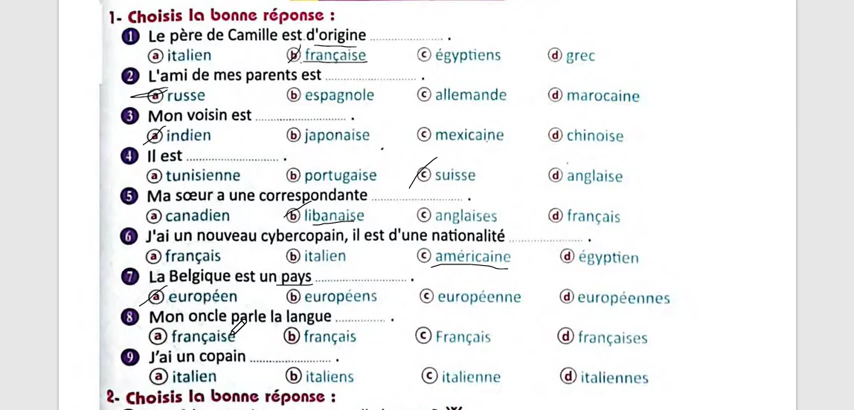 1- Choisis la bonne réponse :
1 Le père de Camille est d'origine .................... .
a italien b française c égyptiens d grec
2 L'ami de mes parents est ........................ .
a russe b espagnole c allemande d marocaine
3 Mon voisin est ........................ .
a indien b japonaise c mexicaine d chinoise
4 Il est ........................ .
a tunisienne b portugaise c suisse d anglaise
5 Ma sœur a une correspondante ........................ .
a canadien b libanaise c anglaises d français
6 J'ai un nouveau cybercopain, il est d'une nationalité .................... .
a français b italien c américaine d égyptien
7 La Belgique est un pays ........................ .
a européen b européens c européenne d européennes
8 Mon oncle parle la langue ................ .
a française b français c Français d françaises
9 J'ai un copain ...................... .
a italien b italiens c italienne d italiennes
2- Choisis la bonne réponse :